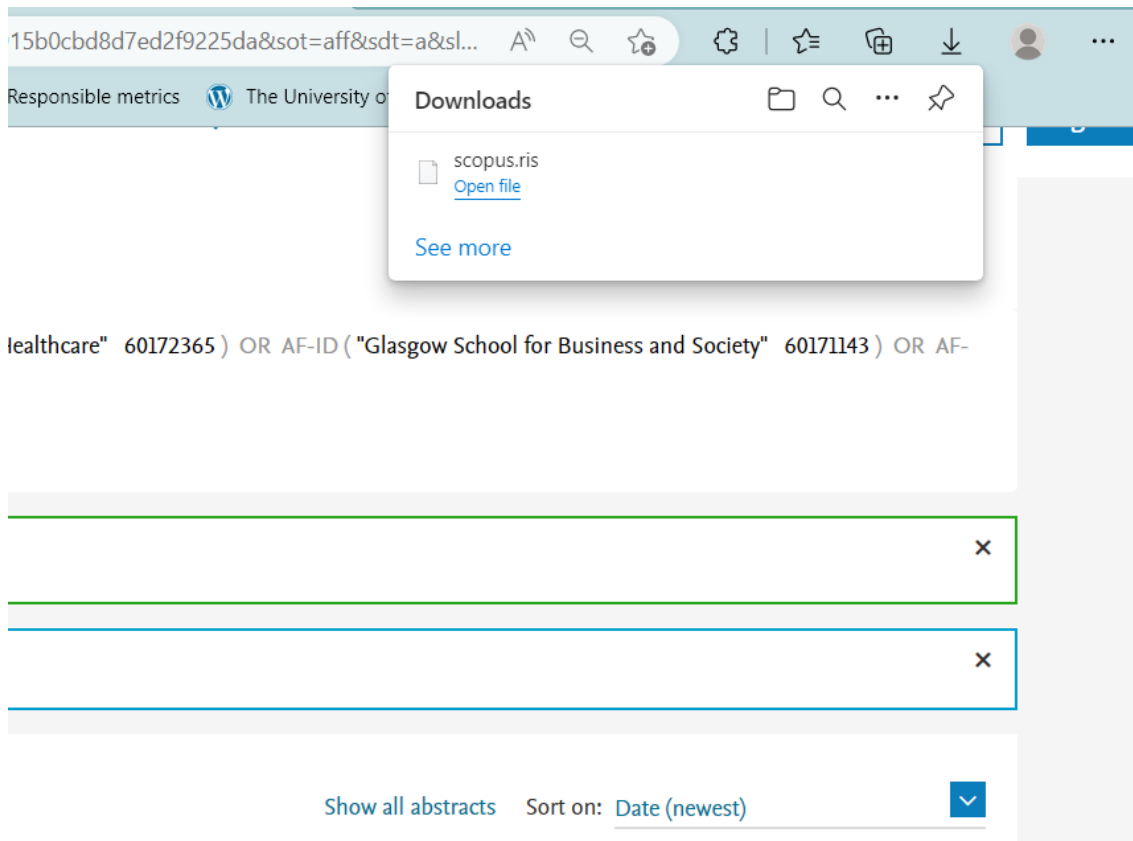 15b0cbd8d7ed2f9225da&sot=aff&sdt=a&sl...
Responsible metrics The University o
Downloads
scopus.ris
Open file
See more
Healthcare" 60172365 ) OR AF-ID ( "Glasgow School for Business and Society" 60171143 ) OR AF-
Show all abstracts Sort on: Date (newest)